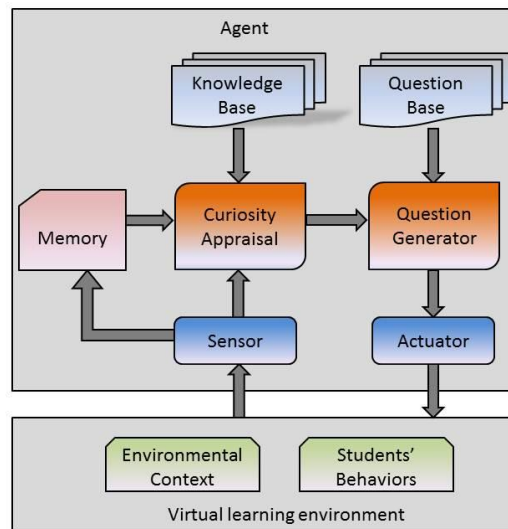 Agent
Knowledge
Base
Question
Base
Memory
Curiosity
Appraisal
Question
Generator
Sensor
Actuator
Environmental
Context
Students'
Behaviors
Virtual learning environment